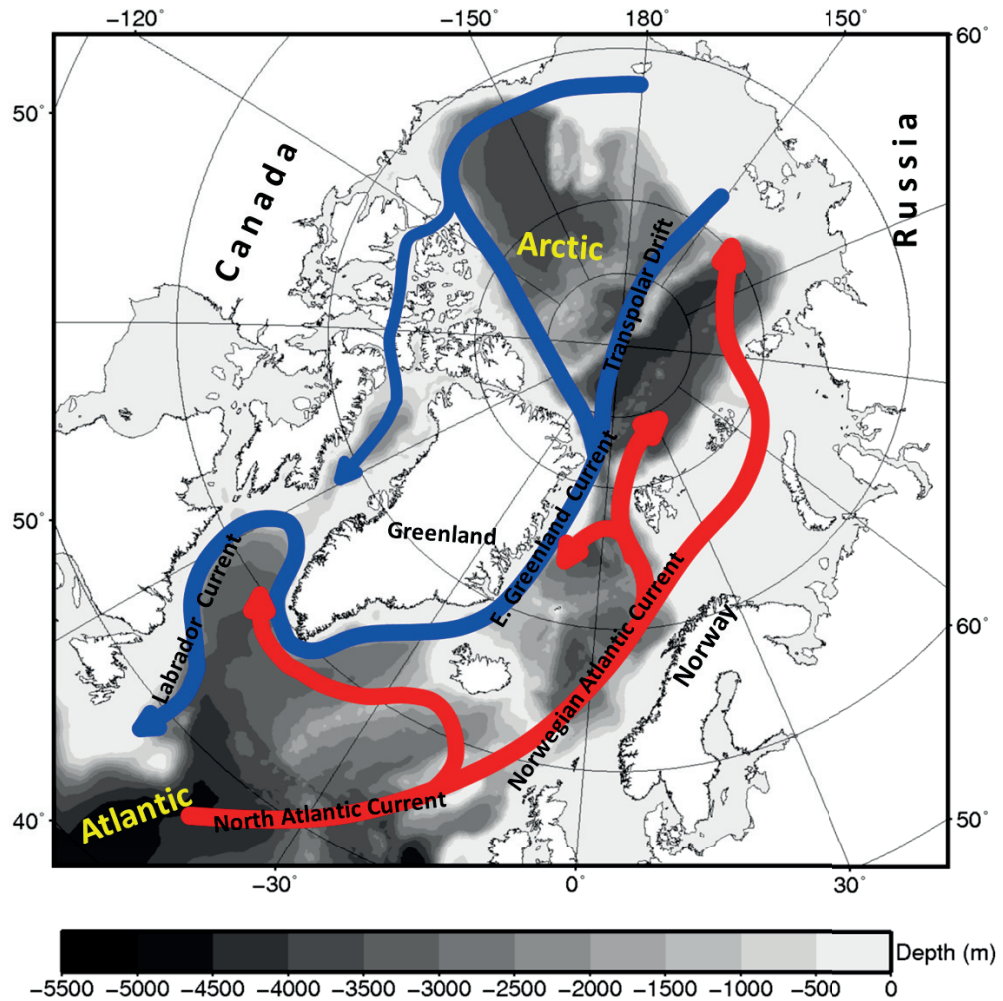 −120° −150° 180° 150°
60°
50°
Canada
Russia
Arctic
Transpolar Drift
50°
Greenland
E. Greenland Current
Labrador Current
Norwegian Atlantic Current
Norway
60°
Atlantic
North Atlantic Current
40°
50°
−30° 0° 30°
Depth (m)
−5500 −5000 −4500 −4000 −3500 −3000 −2500 −2000 −1500 −1000 −500 0